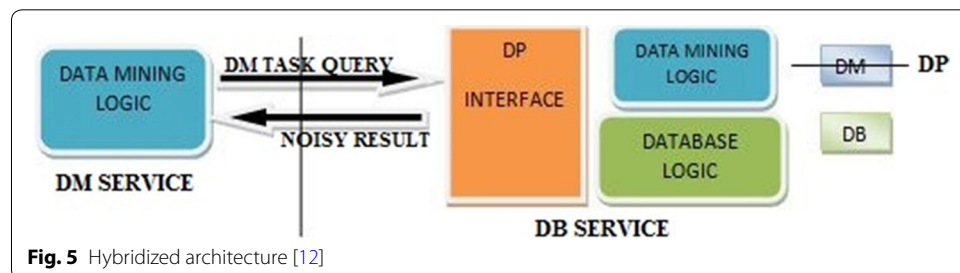 DATA MINING
LOGIC
DM SERVICE
DM TASK QUERY
NOISY RESULT
DP
INTERFACE
DATA MINING
LOGIC
DATABASE
LOGIC
DB SERVICE
DM
DP
DB
Fig. 5 Hybridized architecture [12]